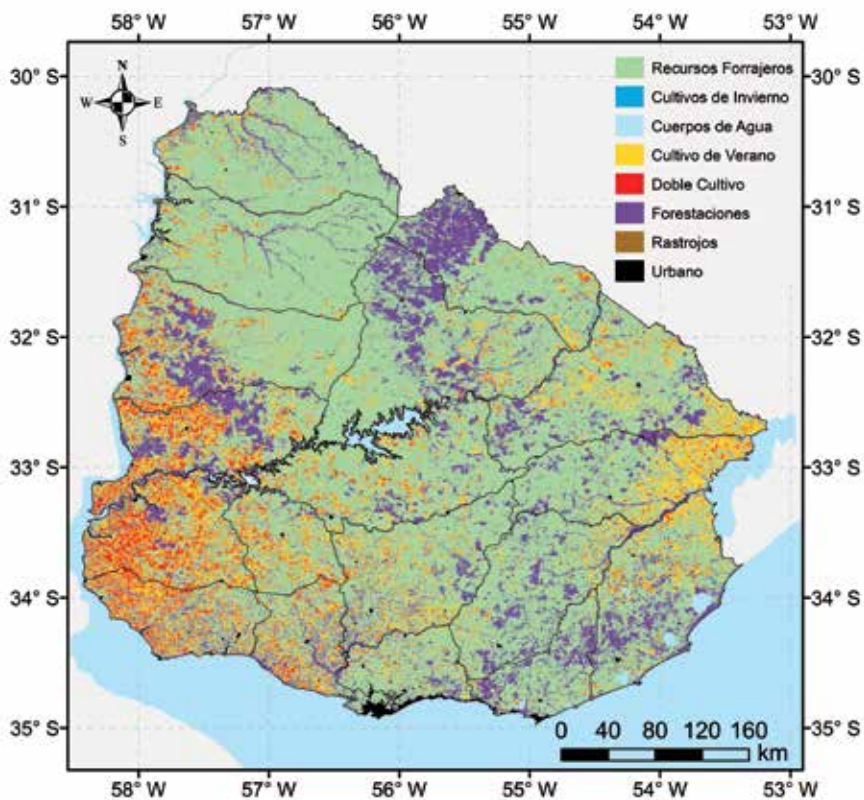 58° W 57° W 56° W 55° W 54° W 53° W
30° S 30° S
N
W E
S
Recursos Forrajeros
Cultivos de Invierno
Cuerpos de Agua
Cultivo de Verano
Doble Cultivo
Forestaciones
Rastrojos
Urbano
31° S 31° S
32° S 32° S
33° S 33° S
34° S 34° S
35° S 35° S
0 40 80 120 160
km
58° W 57° W 56° W 55° W 54° W 53° W